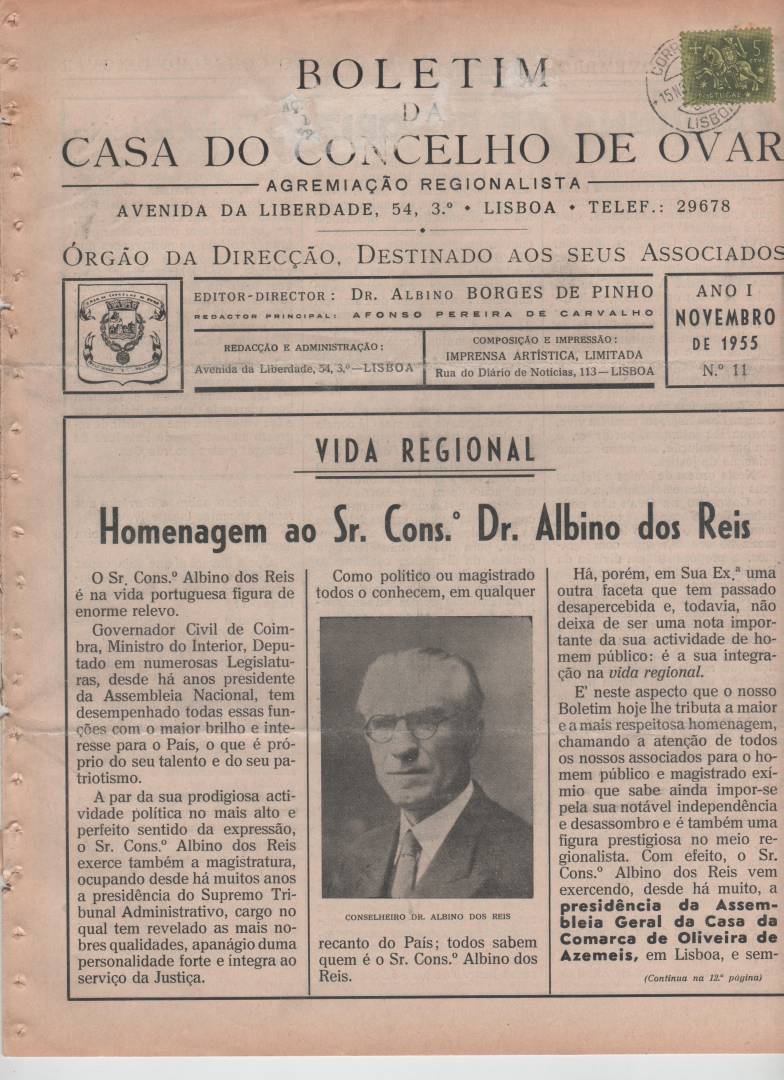 BOLETIM
DA
CASA DO CONCELHO DE OVAR
AGREMIAÇÃO REGIONALISTA
AVENIDA DA LIBERDADE, 54, 3.º • LISBOA • TELEF.: 29678
ÓRGÃO DA DIRECÇÃO, DESTINADO AOS SEUS ASSOCIADOS
PORTUGAL
LISBOA
EDITOR-DIRECTOR: DR. ALBINO BORGES DE PINHO
REDACTOR PRINCIPAL: AFONSO PEREIRA DE CARVALHO
REDACÇÃO E ADMINISTRAÇÃO:
Avenida da Liberdade, 54, 3.º—LISBOA
COMPOSIÇÃO E IMPRESSÃO:
IMPRENSA ARTÍSTICA, LIMITADA
Rua do Diário de Notícias, 113—LISBOA
ANO I
NOVEMBRO
DE 1955
N.º 11
VIDA REGIONAL
Homenagem ao Sr. Cons.º Dr. Albino dos Reis
O Sr. Cons.º Albino dos Reis
é na vida portuguesa figura de
enorme relevo.
Governador Civil de Coim-
bra, Ministro do Interior, Depu-
tado em numerosas Legislatu-
ras, desde há anos presidente
da Assembleia Nacional, tem
desempenhado todas essas fun-
ções com o maior brilho e inte-
resse para o País, o que é pró-
prio do seu talento e do seu pa-
triotismo.
A par da sua prodigiosa acti-
vidade política no mais alto e
perfeito sentido da expressão,
o Sr. Cons.º Albino dos Reis
exerce também a magistratura,
ocupando desde há muitos anos
a presidência do Supremo Tri-
bunal Administrativo, cargo no
qual tem revelado as mais no-
bres qualidades, apanágio duma
personalidade forte e íntegra ao
serviço da Justiça.
Como político ou magistrado
todos o conhecem, em qualquer
CONSELHEIRO DR. ALBINO DOS REIS
recanto do País; todos sabem
quem é o Sr. Cons.º Albino dos
Reis.
Há, porém, em Sua Ex.ª uma
outra faceta que tem passado
desapercebida e, todavia, não
deixa de ser uma nota impor-
tante da sua actividade de ho-
mem público: é a sua integra-
ção na vida regional.
E' neste aspecto que o nosso
Boletim hoje lhe tributa a maior
e a mais respeitosa homenagem,
chamando a atenção de todos
os nossos associados para o ho-
mem público e magistrado exí-
mio que sabe ainda impor-se
pela sua notável independência
e desassombro e é também uma
figura prestigiosa no meio re-
gionalista. Com efeito, o Sr.
Cons.º Albino dos Reis vem
exercendo, desde há muito, a
presidência da Assem-
bleia Geral da Casa da
Comarca de Oliveira de
Azemeis, em Lisboa, e sem-
(Continua na 12.ª página)